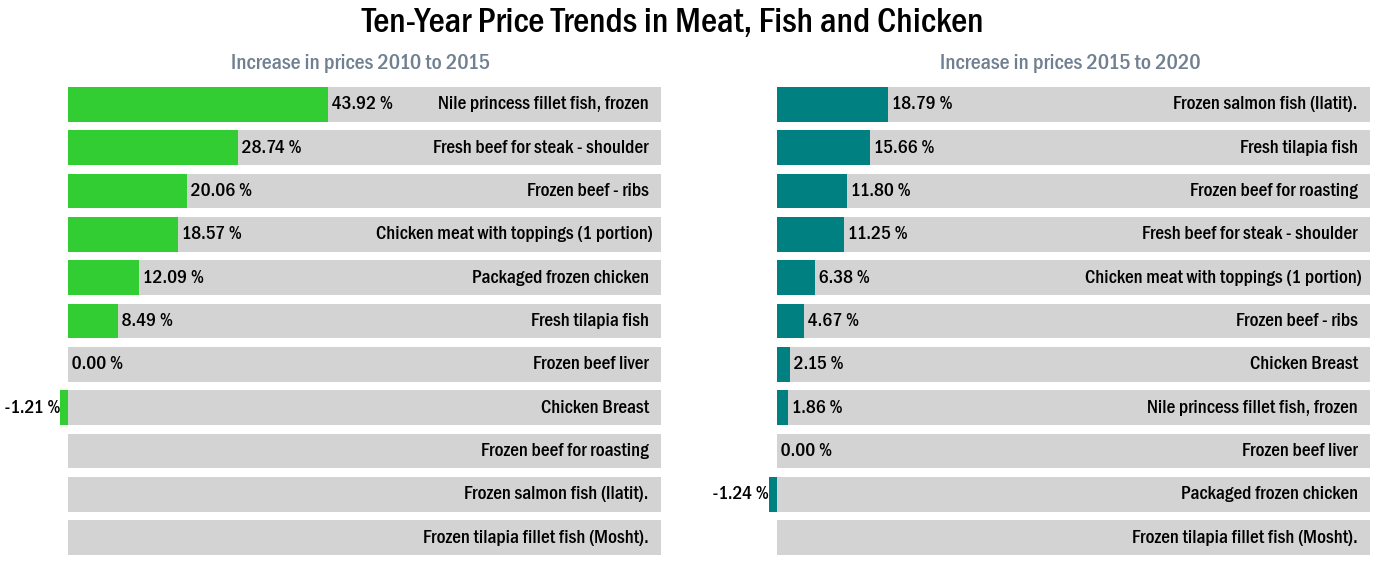 Ten-Year Price Trends in Meat, Fish and Chicken
Increase in prices 2010 to 2015
43.92 % Nile princess fillet fish, frozen
28.74 % Fresh beef for steak - shoulder
20.06 % Frozen beef - ribs
18.57 % Chicken meat with toppings (1 portion)
12.09 % Packaged frozen chicken
8.49 % Fresh tilapia fish
0.00 % Frozen beef liver
-1.21 % Chicken Breast
Frozen beef for roasting
Frozen salmon fish (Ilatit).
Frozen tilapia fillet fish (Mosht).
Increase in prices 2015 to 2020
18.79 % Frozen salmon fish (Ilatit).
15.66 % Fresh tilapia fish
11.80 % Frozen beef for roasting
11.25 % Fresh beef for steak - shoulder
6.38 % Chicken meat with toppings (1 portion)
4.67 % Frozen beef - ribs
2.15 % Chicken Breast
1.86 % Nile princess fillet fish, frozen
0.00 % Frozen beef liver
-1.24 % Packaged frozen chicken
Frozen tilapia fillet fish (Mosht).